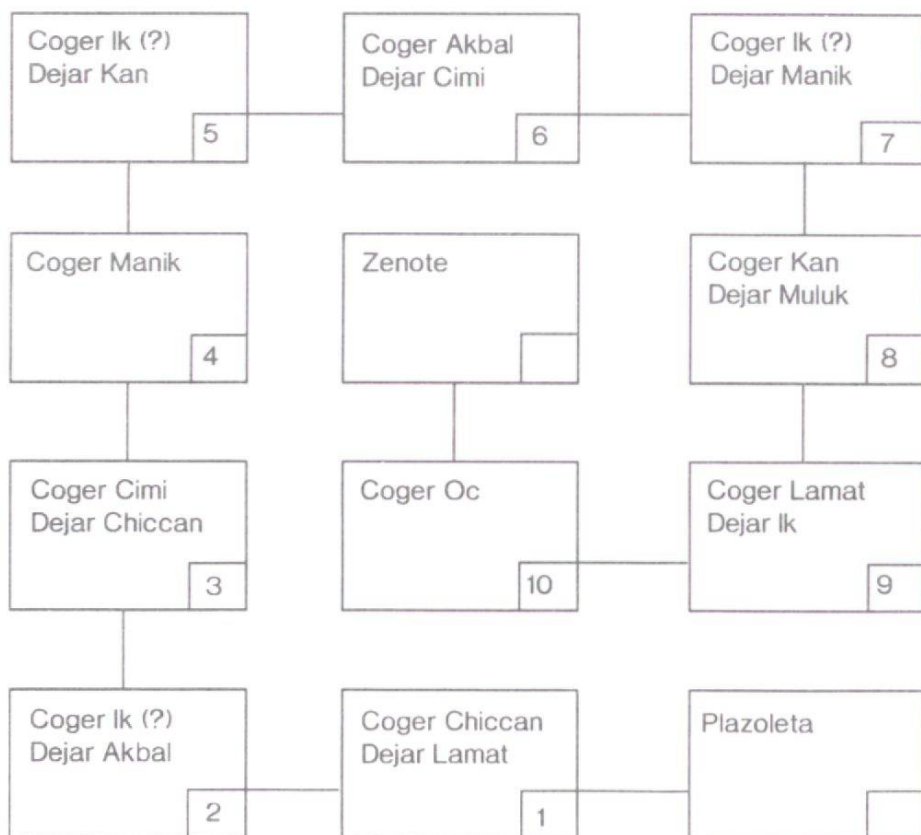 Coger Ik (?)
Dejar Kan
5
Coger Akbal
Dejar Cimi
6
Coger Ik (?)
Dejar Manik
7
Coger Manik
4
Zenote
Coger Kan
Dejar Muluk
8
Coger Cimi
Dejar Chiccan
3
Coger Oc
10
Coger Lamat
Dejar Ik
9
Coger Ik (?)
Dejar Akbal
2
Coger Chiccan
Dejar Lamat
1
Plazoleta